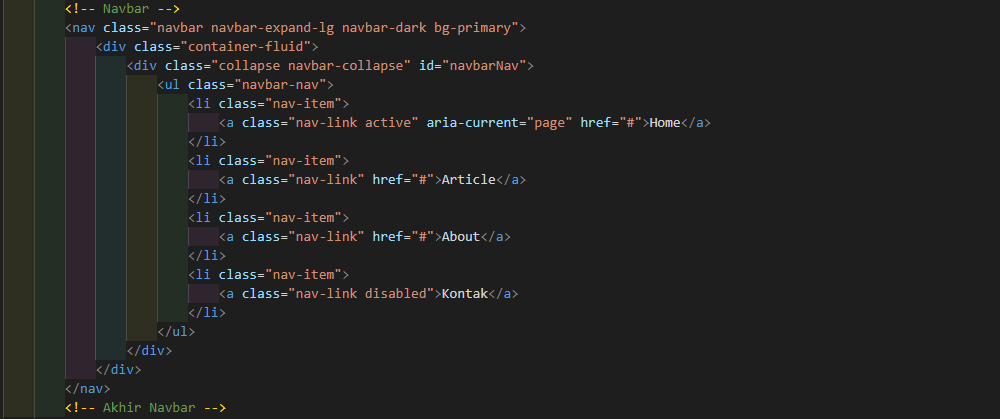 <!-- Navbar -->
<nav class="navbar navbar-expand-lg navbar-dark bg-primary">
<div class="container-fluid">
<div class="collapse navbar-collapse" id="navbarNav">
<ul class="navbar-nav">
<li class="nav-item">
<a class="nav-link active" aria-current="page" href="#">Home</a>
</li>
<li class="nav-item">
<a class="nav-link" href="#">Article</a>
</li>
<li class="nav-item">
<a class="nav-link" href="#">About</a>
</li>
<li class="nav-item">
<a class="nav-link disabled">Kontak</a>
</li>
</ul>
</div>
</div>
</nav>
<!-- Akhir Navbar -->